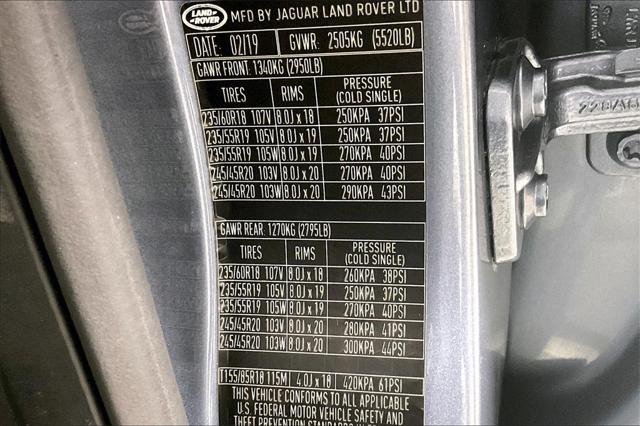 LAND ROVER MFD BY JAGUAR LAND ROVER LTD
DATE: 02/19 GVWR: 2505KG (5520LB)
GAWR FRONT: 1340KG (2950LB)
TIRES RIMS PRESSURE (COLD SINGLE)
235/60R18 107V 8.0J x 18 250KPA 37PSI
235/55R19 105V 8.0J x 19 250KPA 37PSI
235/55R19 105W 8.0J x 19 270KPA 40PSI
245/45R20 103V 8.0J x 20 270KPA 40PSI
245/45R20 103W 8.0J x 20 290KPA 43PSI
GAWR REAR: 1270KG (2795LB)
TIRES RIMS PRESSURE (COLD SINGLE)
235/60R18 107V 8.0J x 18 260KPA 38PSI
235/55R19 105V 8.0J x 19 250KPA 37PSI
235/55R19 105W 8.0J x 19 270KPA 40PSI
245/45R20 103V 8.0J x 20 280KPA 41PSI
245/45R20 103W 8.0J x 20 300KPA 44PSI
T155/85R18 115M 4.0J x 18 420KPA 61PSI
THIS VEHICLE CONFORMS TO ALL APPLICABLE
U.S. FEDERAL MOTOR VEHICLE SAFETY AND
THEFT PREVENTION STANDARDS